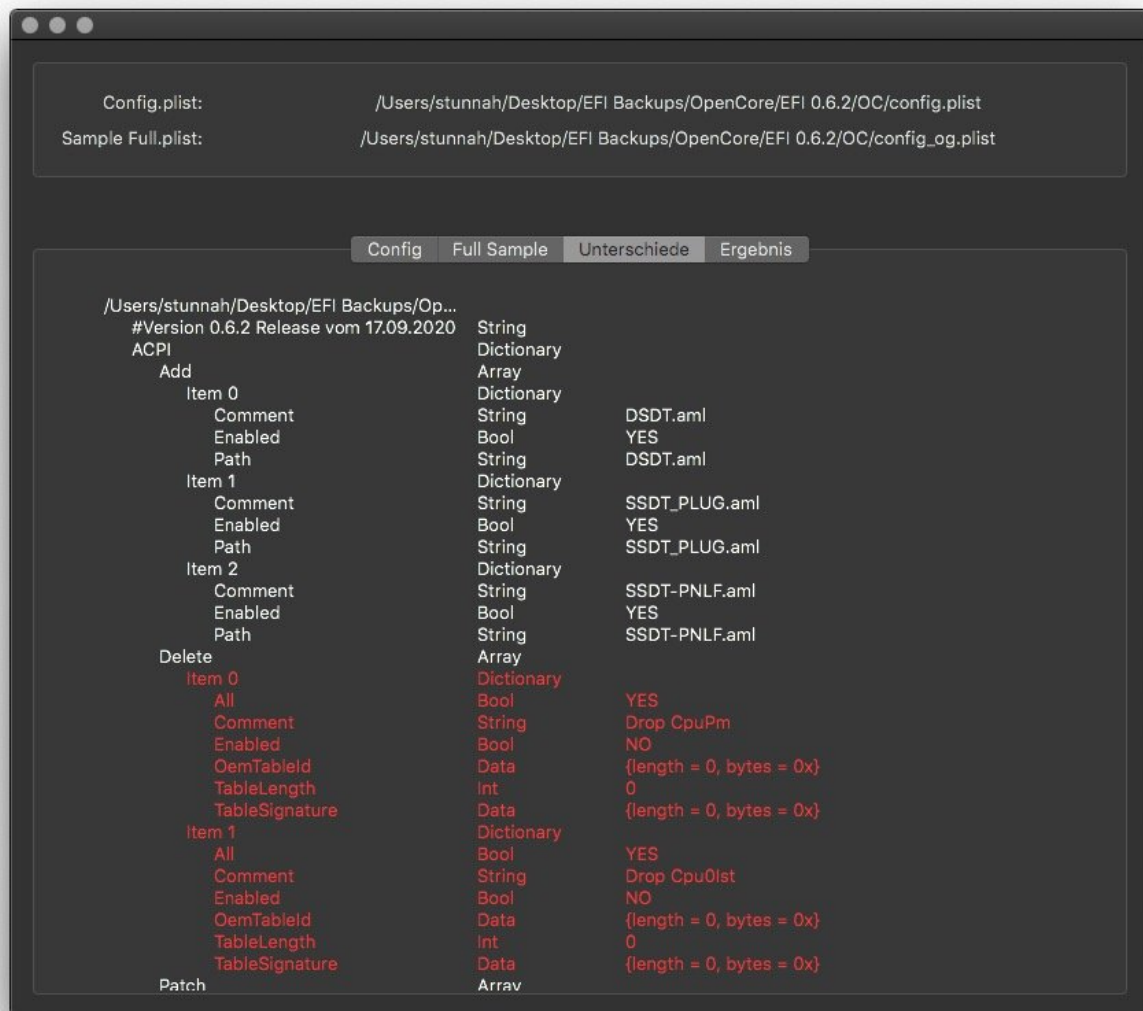 Config.plist: /Users/stunnah/Desktop/EFI Backups/OpenCore/EFI 0.6.2/OC/config.plist
Sample Full.plist: /Users/stunnah/Desktop/EFI Backups/OpenCore/EFI 0.6.2/OC/config_og.plist
Config Full Sample Unterschiede Ergebnis
/Users/stunnah/Desktop/EFI Backups/Op...
#Version 0.6.2 Release vom 17.09.2020 String
ACPI Dictionary
Add Array
Item 0 Dictionary
Comment String DSDT.aml
Enabled Bool YES
Path String DSDT.aml
Item 1 Dictionary
Comment String SSDT_PLUG.aml
Enabled Bool YES
Path String SSDT_PLUG.aml
Item 2 Dictionary
Comment String SSDT-PNLF.aml
Enabled Bool YES
Path String SSDT-PNLF.aml
Delete Array
Item 0 Dictionary
All Bool YES
Comment String Drop CpuPm
Enabled Bool NO
OemTableId Data {length = 0, bytes = 0x}
TableLength Int 0
TableSignature Data {length = 0, bytes = 0x}
Item 1 Dictionary
All Bool YES
Comment String Drop Cpu0Ist
Enabled Bool NO
OemTableId Data {length = 0, bytes = 0x}
TableLength Int 0
TableSignature Data {length = 0, bytes = 0x}
Patch Array